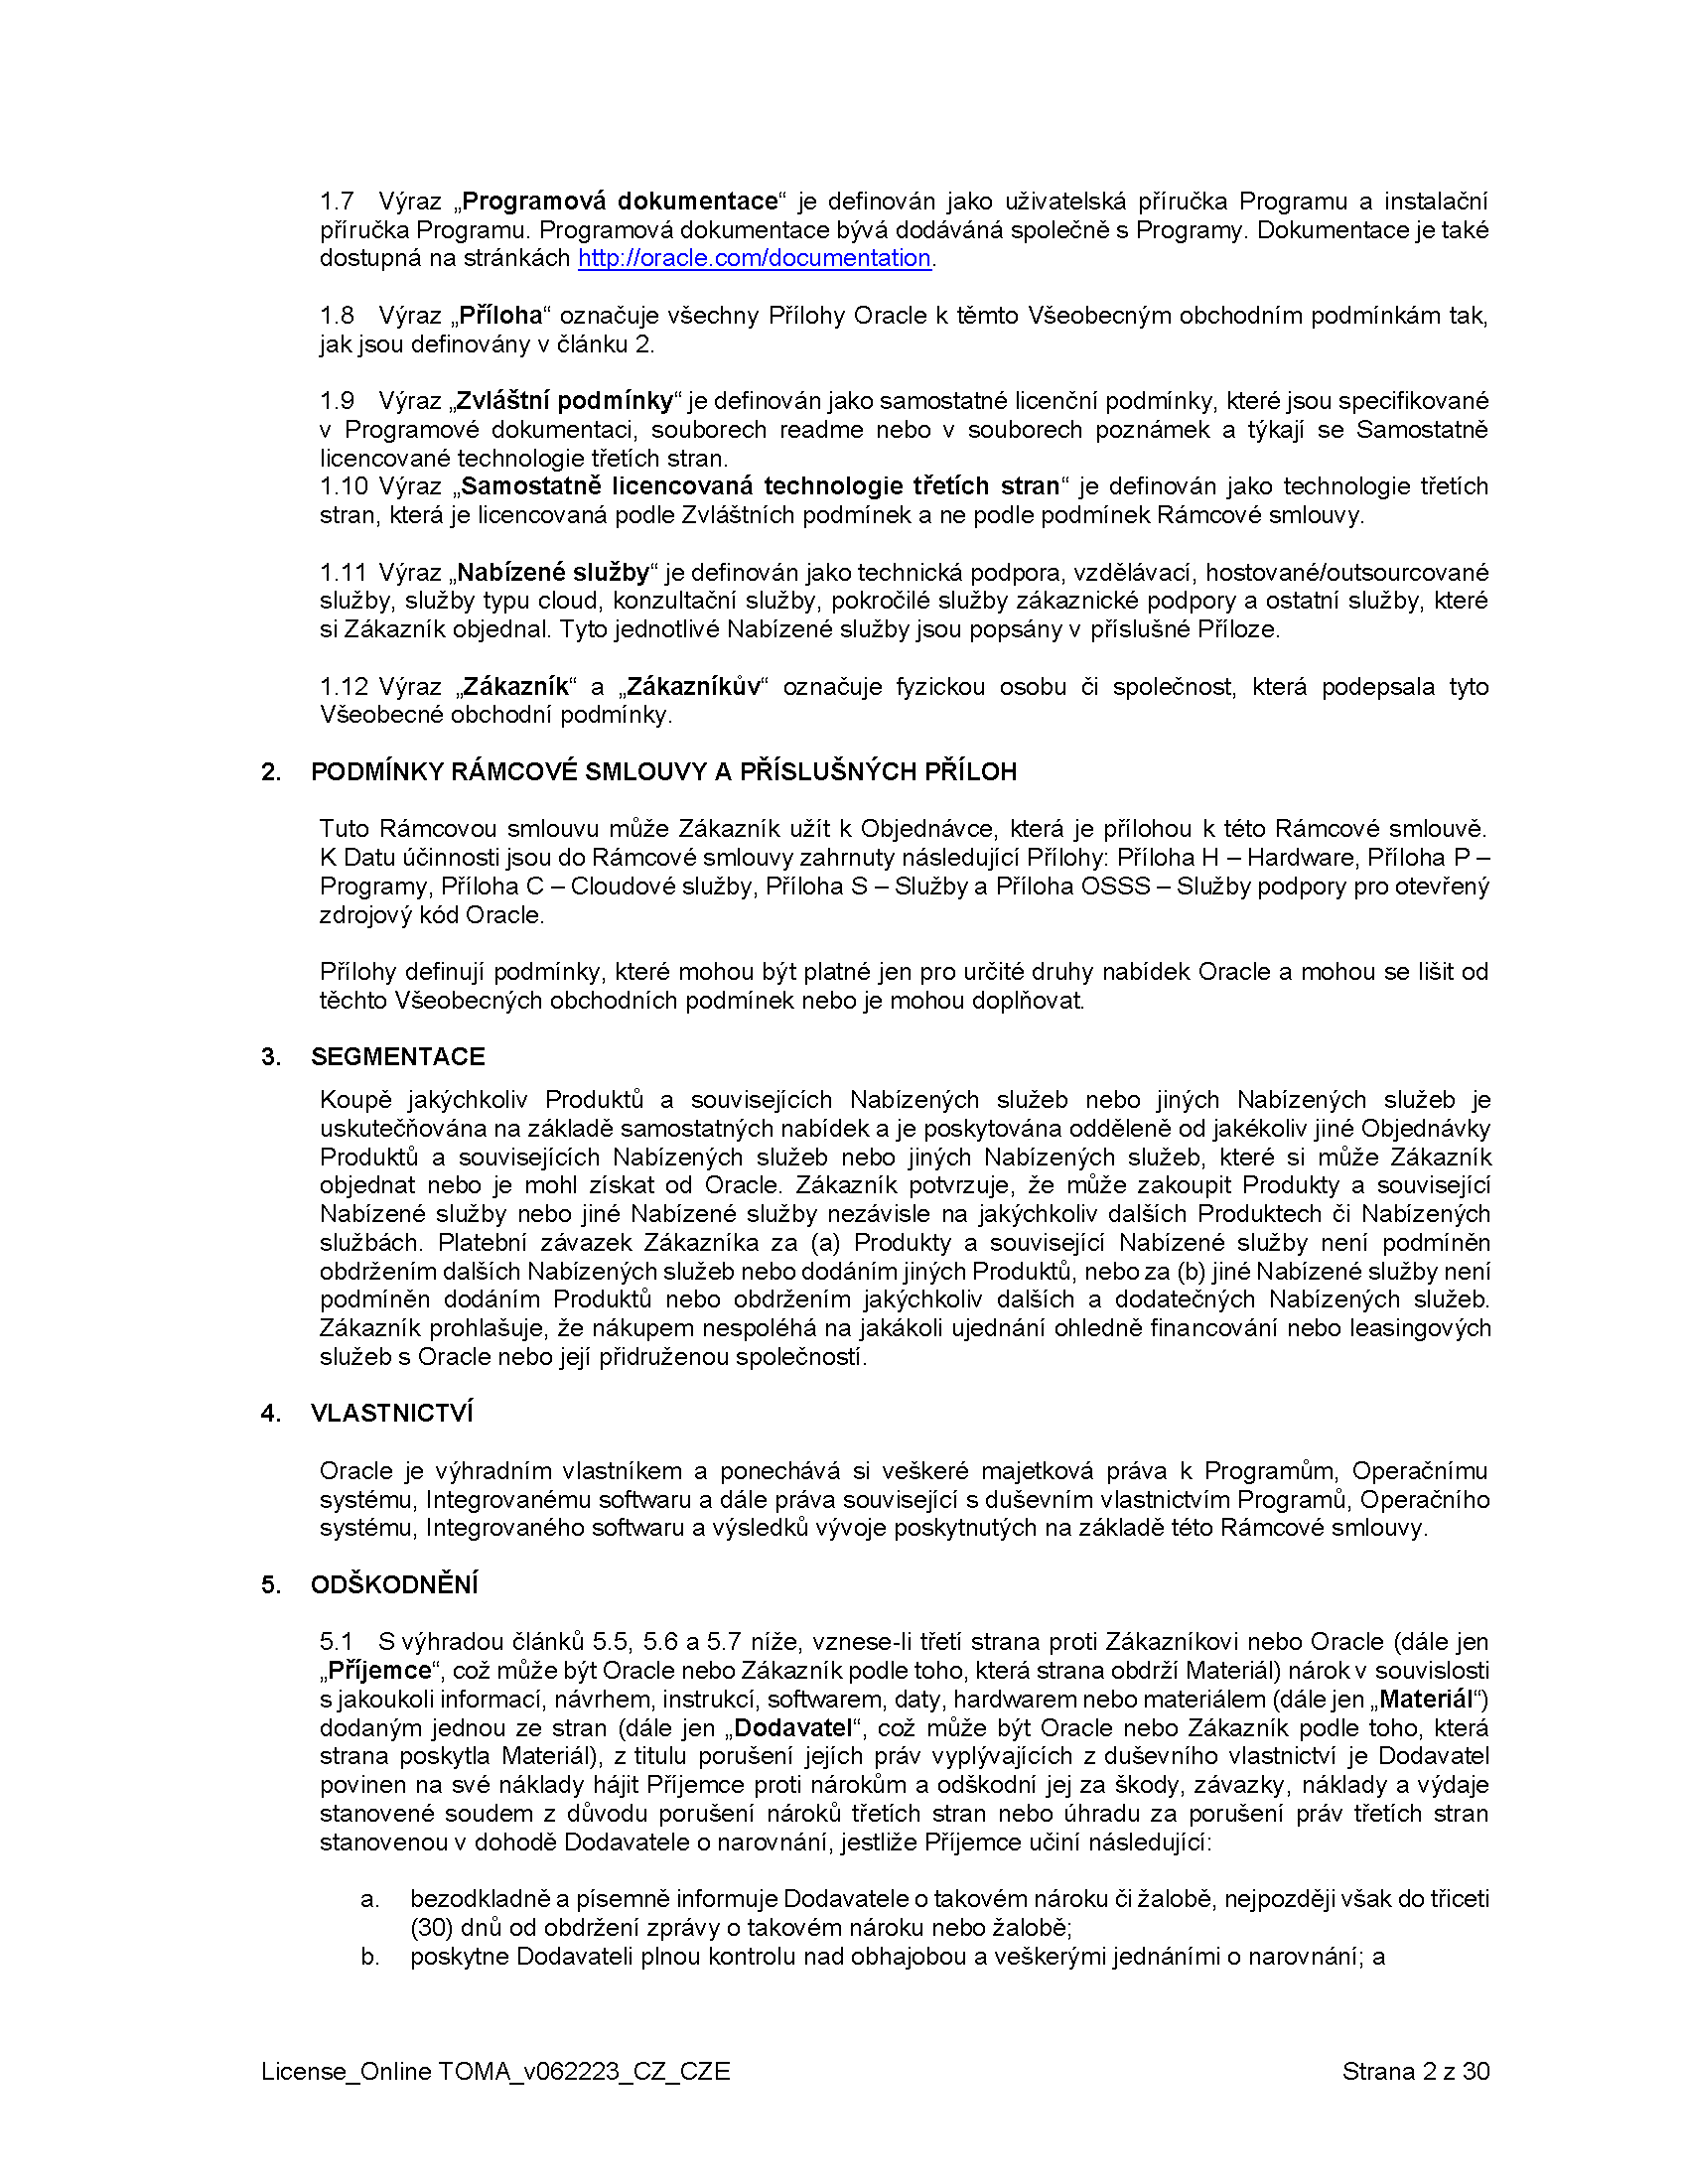 1.7 Výraz „Programová dokumentace“ je definován jako uživatelská příručka Programu a instalační
příručka Programu. Programová dokumentace bývá dodáváná společně s Programy. Dokumentace je také
dostupná na stránkách http://oracle.com/documentation.
1.8 Výraz „Příloha“ označuje všechny Přílohy Oracle k těmto Všeobecným obchodním podmínkám tak,
jak jsou definovány v článku 2.
1.9 Výraz „Zvláštní podmínky“ je definován jako samostatné licenční podmínky, které jsou specifikované
v Programové dokumentaci, souborech readme nebo v souborech poznámek a týkají se Samostatně
licencované technologie třetích stran.
1.10 Výraz „Samostatně licencovaná technologie třetích stran“ je definován jako technologie třetích
stran, která je licencovaná podle Zvláštních podmínek a ne podle podmínek Rámcové smlouvy.
1.11 Výraz „Nabízené služby“ je definován jako technická podpora, vzdělávací, hostované/outsourcované
služby, služby typu cloud, konzultační služby, pokročilé služby zákaznické podpory a ostatní služby, které
si Zákazník objednal. Tyto jednotlivé Nabízené služby jsou popsány v příslušné Příloze.
1.12 Výraz „Zákazník“ a „Zákazníkův“ označuje fyzickou osobu či společnost, která podepsala tyto
Všeobecné obchodní podmínky.
2. PODMÍNKY RÁMCOVÉ SMLOUVY A PŘÍSLUŠNÝCH PŘÍLOH
Tuto Rámcovou smlouvu může Zákazník užít k Objednávce, která je přílohou k této Rámcové smlouvě.
K Datu účinnosti jsou do Rámcové smlouvy zahrnuty následující Přílohy: Příloha H – Hardware, Příloha P –
Programy, Příloha C – Cloudové služby, Příloha S – Služby a Příloha OSSS – Služby podpory pro otevřený
zdrojový kód Oracle.
Přílohy definují podmínky, které mohou být platné jen pro určité druhy nabídek Oracle a mohou se lišit od
těchto Všeobecných obchodních podmínek nebo je mohou doplňovat.
3. SEGMENTACE
Koupě jakýchkoliv Produktů a souvisejících Nabízených služeb nebo jiných Nabízených služeb je
uskutečňována na základě samostatných nabídek a je poskytována odděleně od jakékoliv jiné Objednávky
Produktů a souvisejících Nabízených služeb nebo jiných Nabízených služeb, které si může Zákazník
objednat nebo je mohl získat od Oracle. Zákazník potvrzuje, že může zakoupit Produkty a související
Nabízené služby nebo jiné Nabízené služby nezávisle na jakýchkoliv dalších Produktech či Nabízených
službách. Platební závazek Zákazníka za (a) Produkty a související Nabízené služby není podmíněn
obdržením dalších Nabízených služeb nebo dodáním jiných Produktů, nebo za (b) jiné Nabízené služby není
podmíněn dodáním Produktů nebo obdržením jakýchkoliv dalších a dodatečných Nabízených služeb.
Zákazník prohlašuje, že nákupem nespoléhá na jakákoli ujednání ohledně financování nebo leasingových
služeb s Oracle nebo její přidruženou společností.
4. VLASTNICTVÍ
Oracle je výhradním vlastníkem a ponechává si veškeré majetková práva k Programům, Operačnímu
systému, Integrovanému softwaru a dále práva související s duševním vlastnictvím Programů, Operačního
systému, Integrovaného softwaru a výsledků vývoje poskytnutých na základě této Rámcové smlouvy.
5. ODŠKODNĚNÍ
5.1 S výhradou článků 5.5, 5.6 a 5.7 níže, vznese-li třetí strana proti Zákazníkovi nebo Oracle (dále jen
„Příjemce“, což může být Oracle nebo Zákazník podle toho, která strana obdrží Materiál) nárok v souvislosti
s jakoukoli informací, návrhem, instrukcí, softwarem, daty, hardwarem nebo materiálem (dále jen „Materiál“)
dodaným jednou ze stran (dále jen „Dodavatel“, což může být Oracle nebo Zákazník podle toho, která
strana poskytla Materiál), z titulu porušení jejích práv vyplývajících z duševního vlastnictví je Dodavatel
povinen na své náklady hájit Příjemce proti nárokům a odškodní jej za škody, závazky, náklady a výdaje
stanovené soudem z důvodu porušení nároků třetích stran nebo úhradu za porušení práv třetích stran
stanovenou v dohodě Dodavatele o narovnání, jestliže Příjemce učiní následující:
a. bezodkladně a písemně informuje Dodavatele o takovém nároku či žalobě, nejpozději však do třiceti
(30) dnů od obdržení zprávy o takovém nároku nebo žalobě;
b. poskytne Dodavateli plnou kontrolu nad obhajobou a veškerými jednáními o narovnání; a
License_Online TOMA_v062223_CZ_CZE Strana 2 z 30